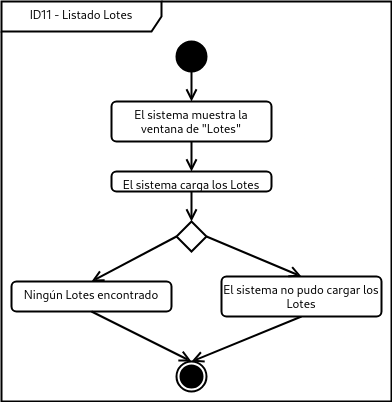 ID11 - Listado Lotes
El sistema muestra la
ventana de "Lotes"
El sistema carga los Lotes
Ningún Lotes encontrado
El sistema no pudo cargar los
Lotes